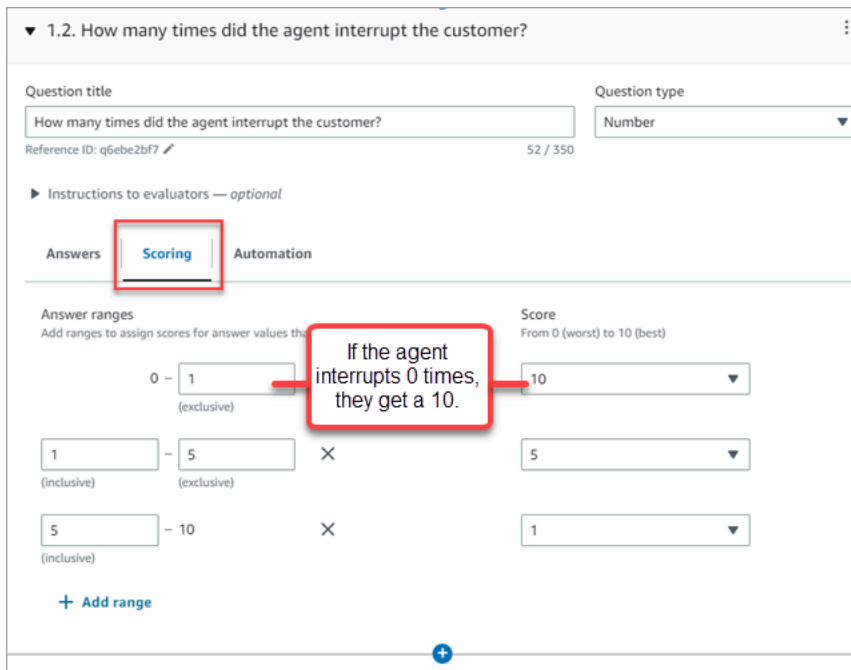 1.2. How many times did the agent interrupt the customer?
Question title
Question type
How many times did the agent interrupt the customer?
Number
Reference ID: q6ebe2bf7
52 / 350
Instructions to evaluators — optional
Answers
Scoring
Automation
Answer ranges
Add ranges to assign scores for answer values
Score
From 0 (worst) to 10 (best)
If the agent
interrupts 0 times,
they get a 10.
0 – 1
(exclusive)
10
1 – 5
(inclusive)
(exclusive)
5
5 – 10
(inclusive)
1
+ Add range